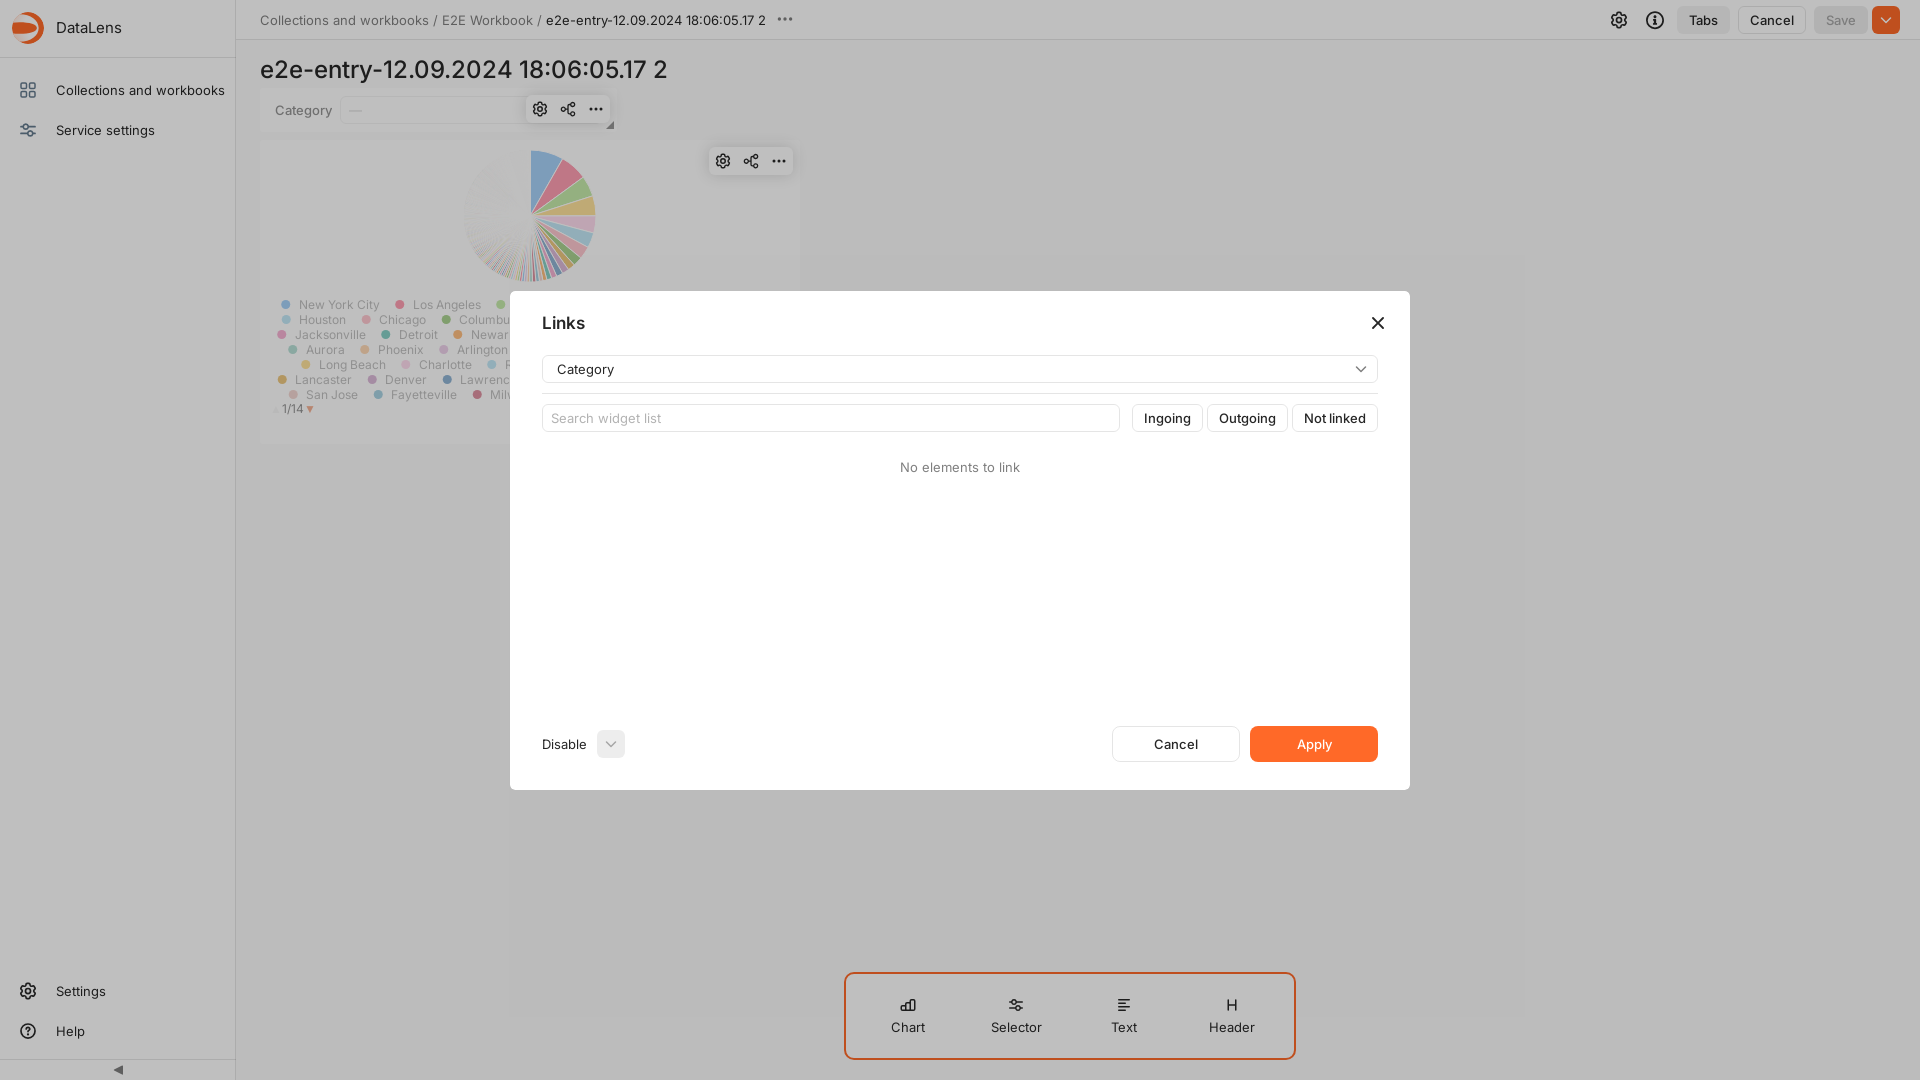 DataLens
Collections and workbooks / E2E Workbook / e2e-entry-12.09.2024 18:06:05.17 2
Tabs
Cancel
Save
Collections and workbooks
Service settings
e2e-entry-12.09.2024 18:06:05.17 2
Category —
New York City Los Angeles
Houston Chicago Columbu
Jacksonville Detroit Newar
Aurora Phoenix Arlington
Long Beach Charlotte
Lancaster Denver Lawrenc
San Jose Fayetteville
1/14
Links
Category
Search widget list
Ingoing
Outgoing
Not linked
No elements to link
Disable
Cancel
Apply
Settings
Help
Chart
Selector
Text
Header